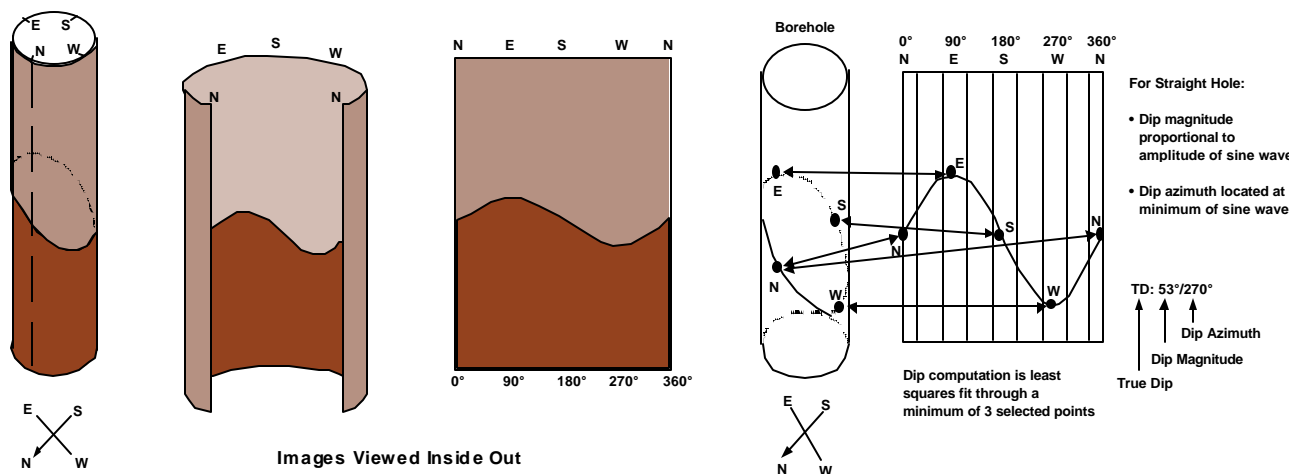 E S
N W
E S W
N N
E S
N W
N E S W N
0° 90° 180° 270° 360°
Images Viewed Inside Out
Borehole
0° 90° 180° 270° 360°
N E S W N
E
S
N
W
E
S
N
N
W
E S
N W
Dip computation is least
squares fit through a
minimum of 3 selected points
For Straight Hole:
• Dip magnitude
proportional to
amplitude of sine wave
• Dip azimuth located at
minimum of sine wave
TD: 53°/270°
Dip Azimuth
Dip Magnitude
True Dip